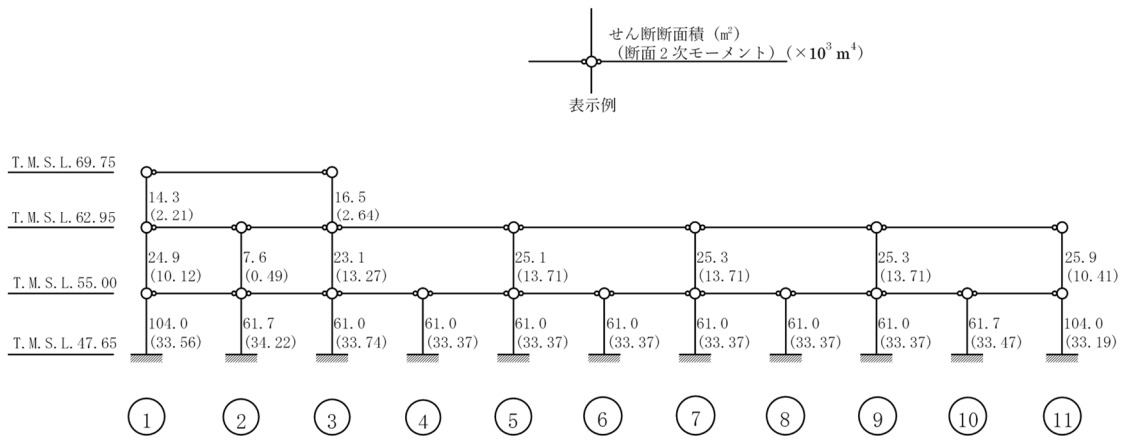 せん断断面積 (m²)
(断面2次モーメント) (×10³ m⁴)
表示例
T.M.S.L.69.75
14.3 16.5
(2.21) (2.64)
T.M.S.L.62.95
24.9 7.6 23.1 25.1 25.3 25.3 25.9
(10.12) (0.49) (13.27) (13.71) (13.71) (13.71) (10.41)
T.M.S.L.55.00
104.0 61.7 61.0 61.0 61.0 61.0 61.0 61.0 61.0 61.7 104.0
(33.56) (34.22) (33.74) (33.37) (33.37) (33.37) (33.37) (33.37) (33.37) (33.47) (33.19)
T.M.S.L.47.65
1 2 3 4 5 6 7 8 9 10 11